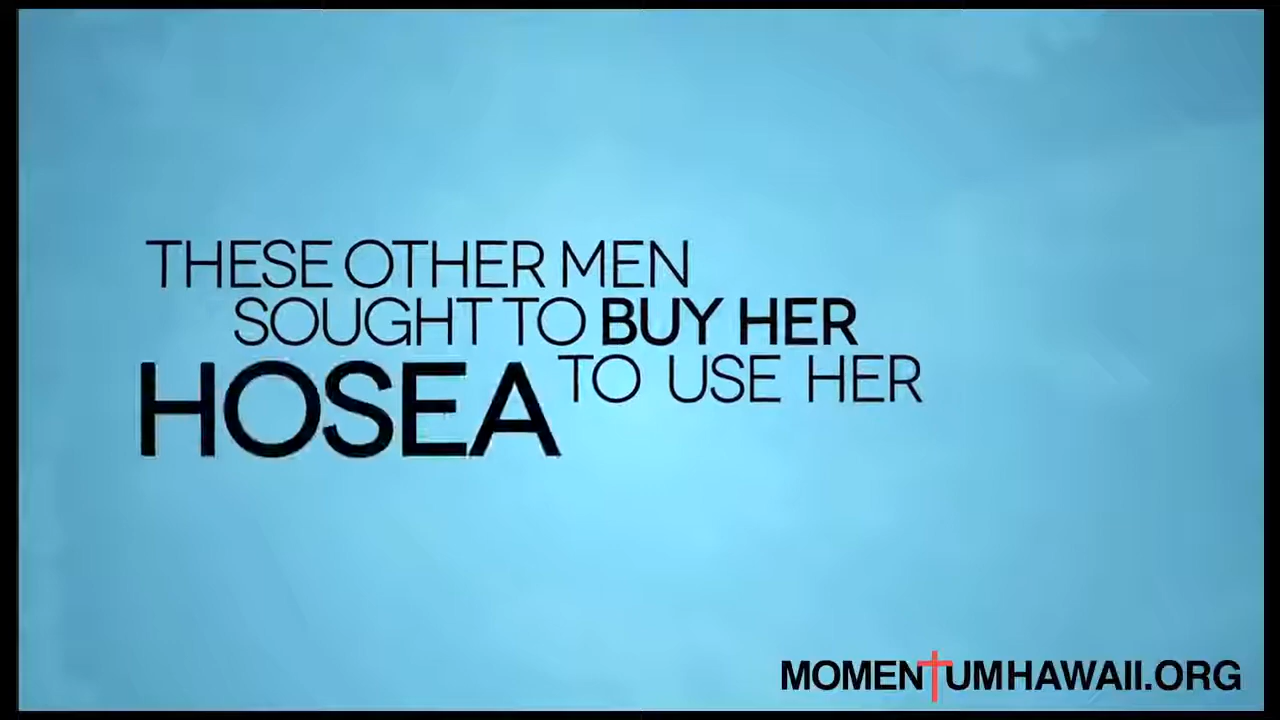 THESE OTHER MEN
SOUGHT TO BUY HER
TO USE HER
HOSEA
MOMENTUMHAWAII.ORG